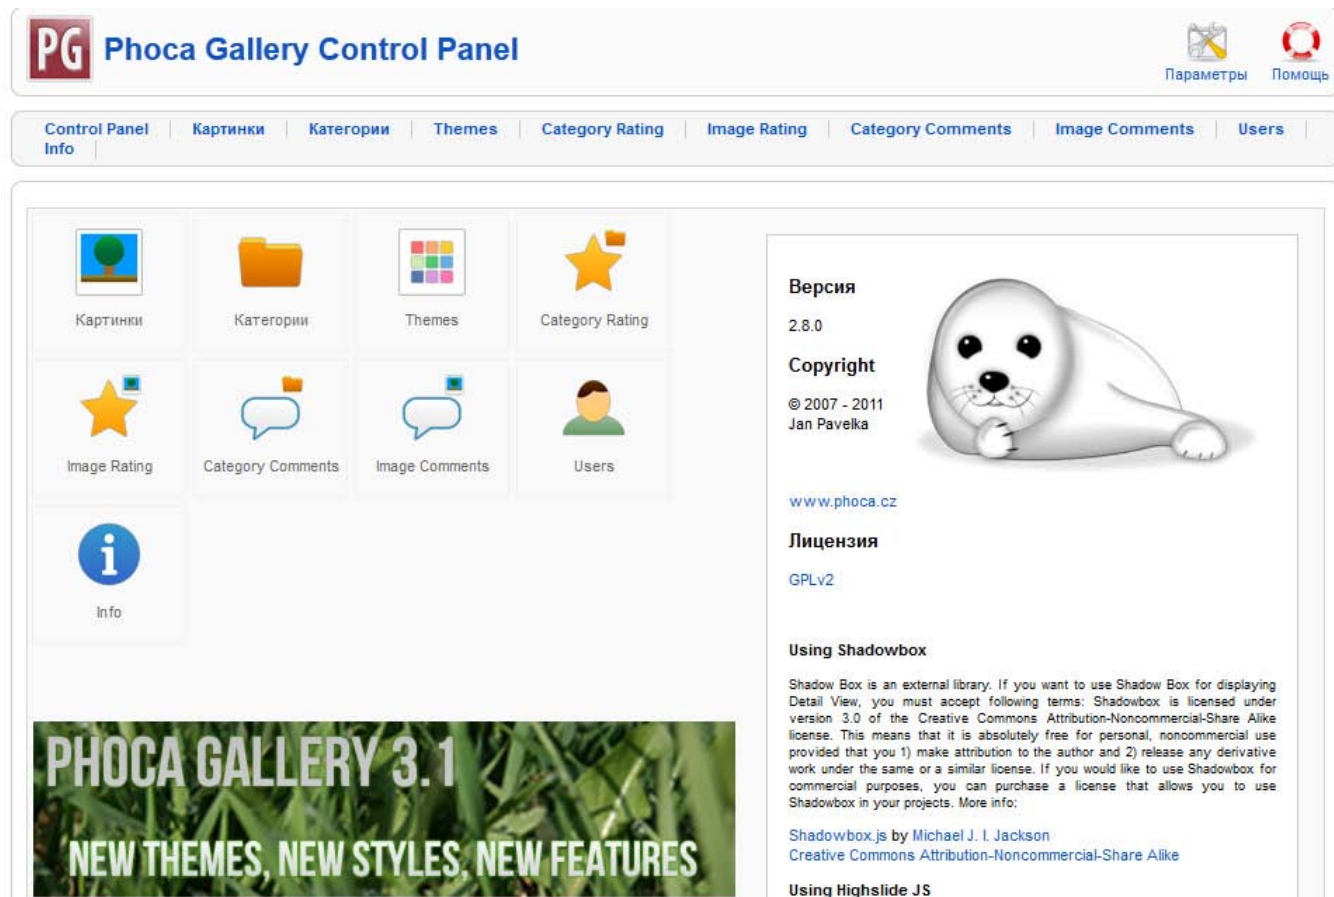 PG Phoca Gallery Control Panel
Параметры Помощь
Control Panel Картинки Категории Themes Category Rating Image Rating Category Comments Image Comments Users
Info
Картинки Категории Themes Category Rating
Image Rating Category Comments Image Comments Users
Info
PHOCA GALLERY 3.1
NEW THEMES, NEW STYLES, NEW FEATURES
Версия
2.8.0
Copyright
© 2007 - 2011
Jan Pavelka
www.phoca.cz
Лицензия
GPLv2
Using Shadowbox
Shadow Box is an external library. If you want to use Shadow Box for displaying
Detail View, you must accept following terms: Shadowbox is licensed under
version 3.0 of the Creative Commons Attribution-Noncommercial-Share Alike
license. This means that it is absolutely free for personal, noncommercial use
provided that you 1) make attribution to the author and 2) release any derivative
work under the same or a similar license. If you would like to use Shadowbox for
commercial purposes, you can purchase a license that allows you to use
Shadowbox in your projects. More info:
Shadowbox.js by Michael J. I. Jackson
Creative Commons Attribution-Noncommercial-Share Alike
Using Highslide JS